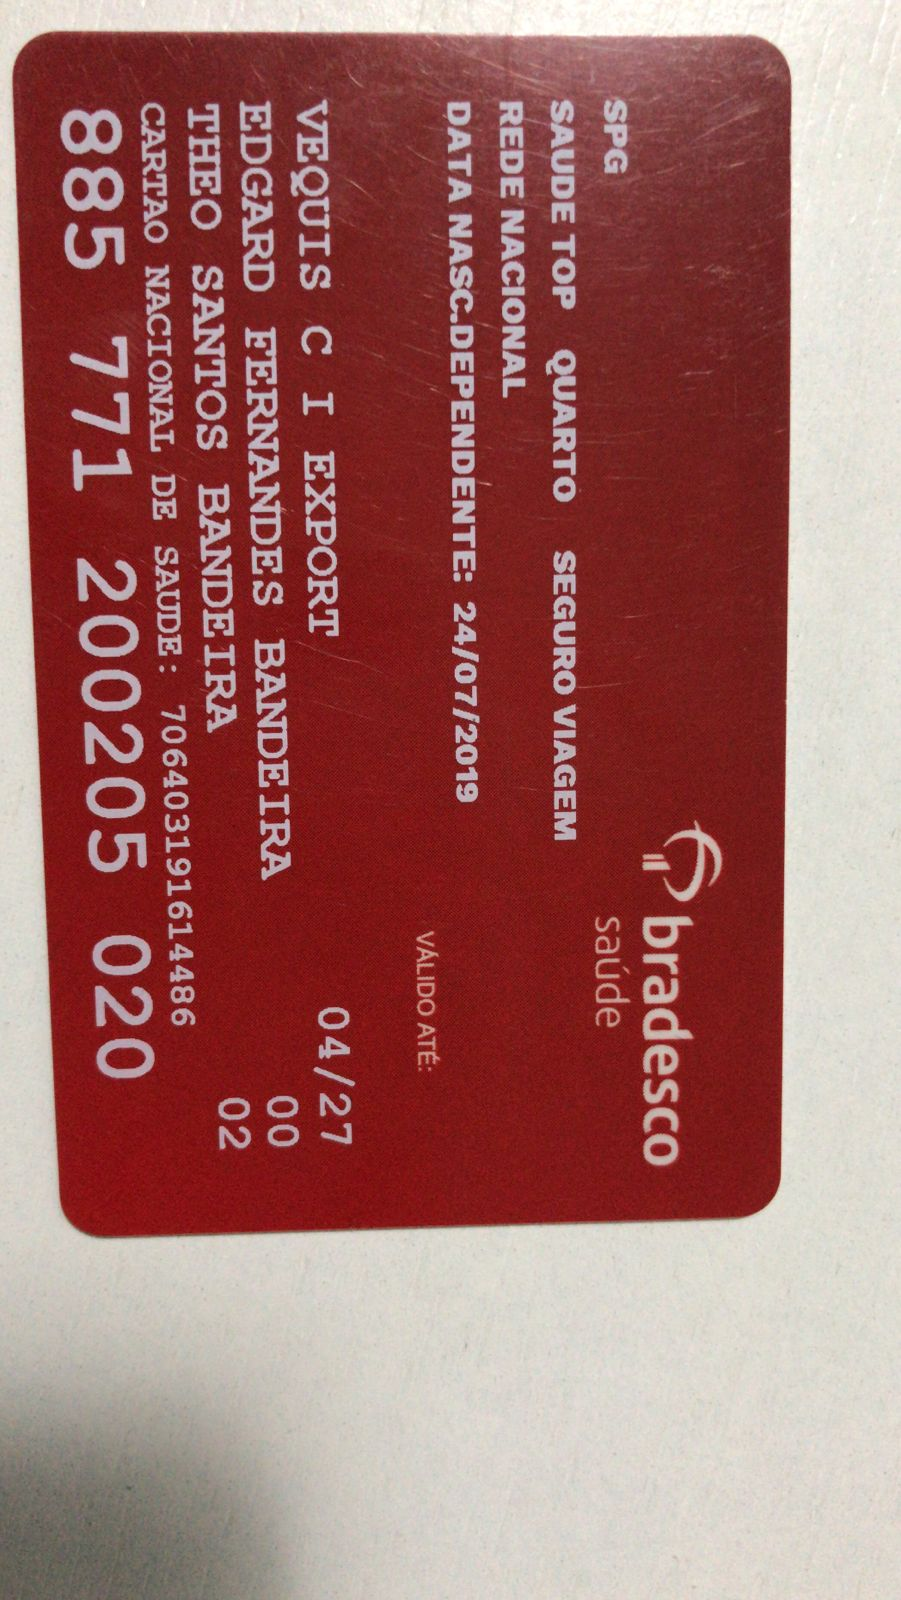 bradesco
saúde
SPG
SAUDE TOP QUARTO SEGURO VIAGEM
REDE NACIONAL
DATA NASC.DEPENDENTE: 24/07/2019
VÁLIDO ATÉ:
VEQUIS C I EXPORT 04/27
EDGARD FERNANDES BANDEIRA 00
THEO SANTOS BANDEIRA 02
CARTAO NACIONAL DE SAUDE: 706403191614486
885 771 200205 020